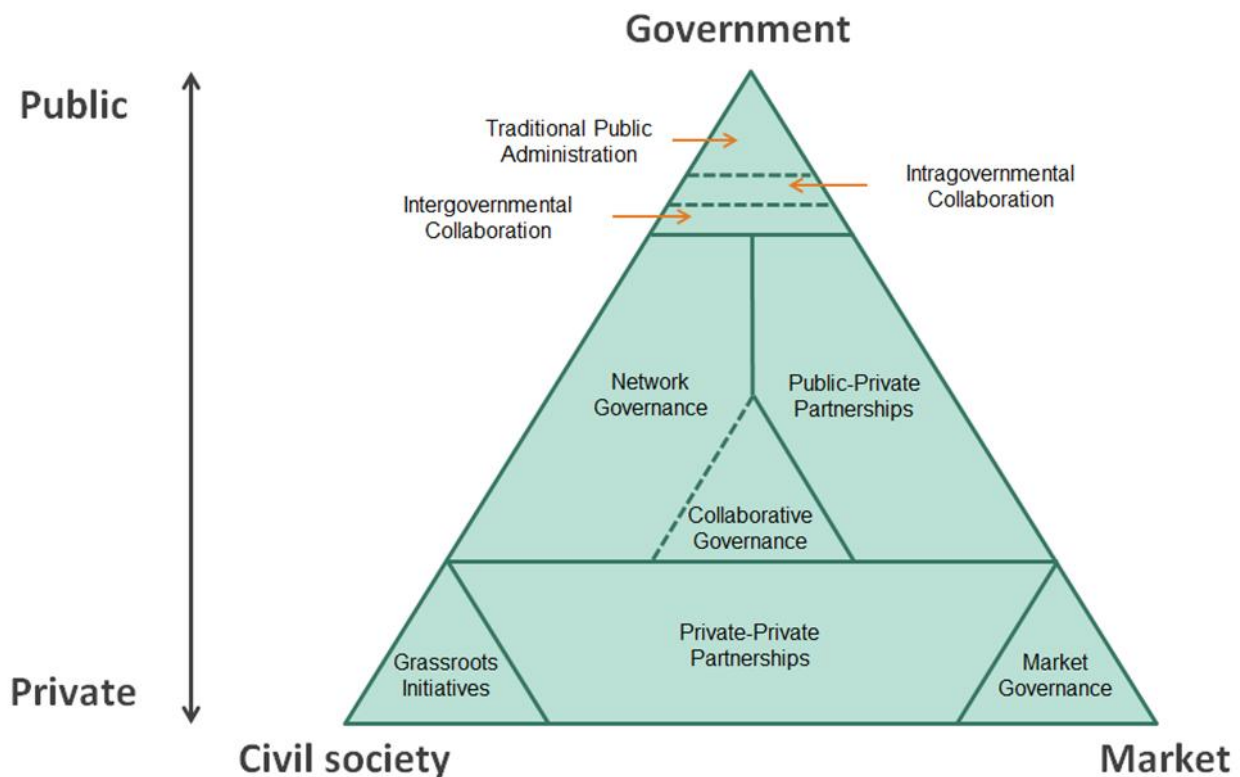 Government
Public
Traditional Public
Administration
Intragovernmental
Collaboration
Intergovernmental
Collaboration
Network
Governance
Public-Private
Partnerships
Collaborative
Governance
Private-Private
Partnerships
Grassroots
Initiatives
Market
Governance
Private
Civil society
Market